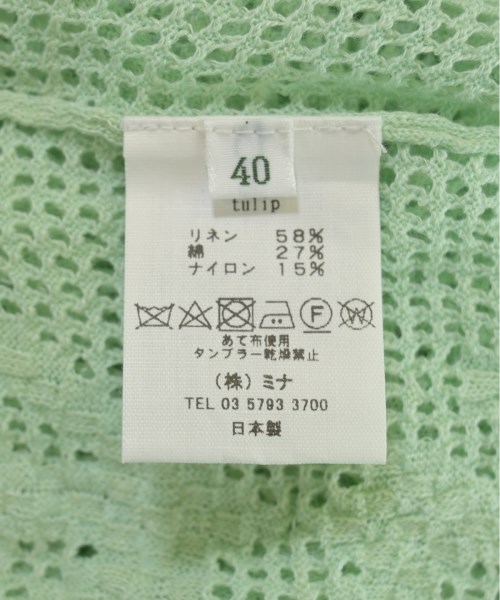 40
tulip
リネン 58%
綿 27%
ナイロン 15%
F W
あて布使用
タンブラー乾燥禁止
(株) ミナ
TEL 03 5793 3700
日本製